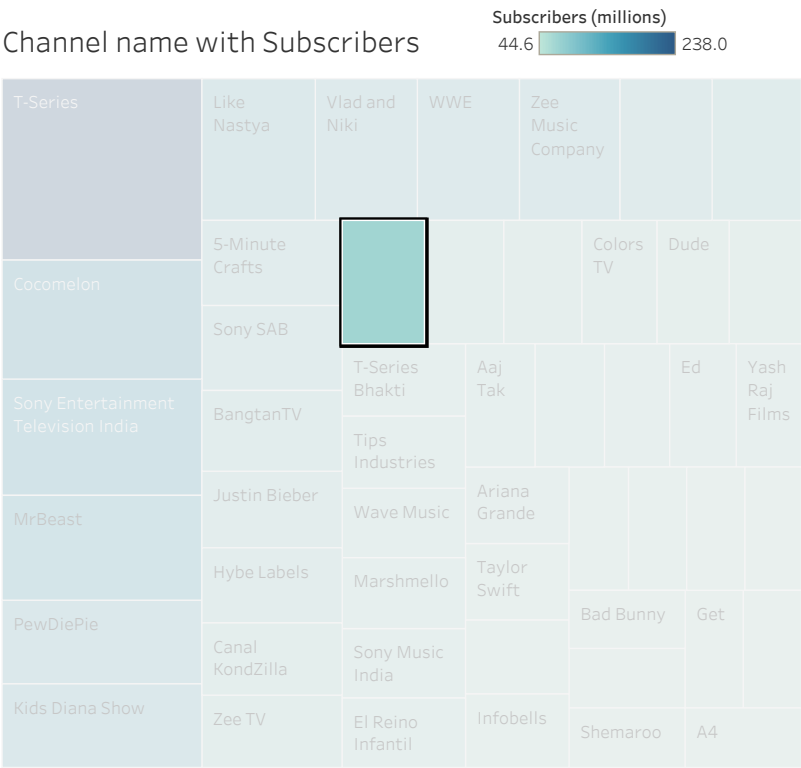 Subscribers (millions)
Channel name with Subscribers
44.6
238.0
T-Series
Like
Nastya
Vlad and
Niki
WWE
Zee
Music
Company
5-Minute
Crafts
Colors
TV
Dude
Cocomelon
Sony SAB
T-Series
Bhakti
Aaj
Tak
Ed
Yash
Raj
Films
Sony Entertainment
Television India
BangtanTV
Tips
Industries
Justin Bieber
Wave Music
Ariana
Grande
MrBeast
Hybe Labels
Marshmello
Taylor
Swift
PewDiePie
Canal
KondZilla
Sony Music
India
Bad Bunny
Get
Kids Diana Show
Zee TV
El Reino
Infantil
Infobells
Shemaroo
A4